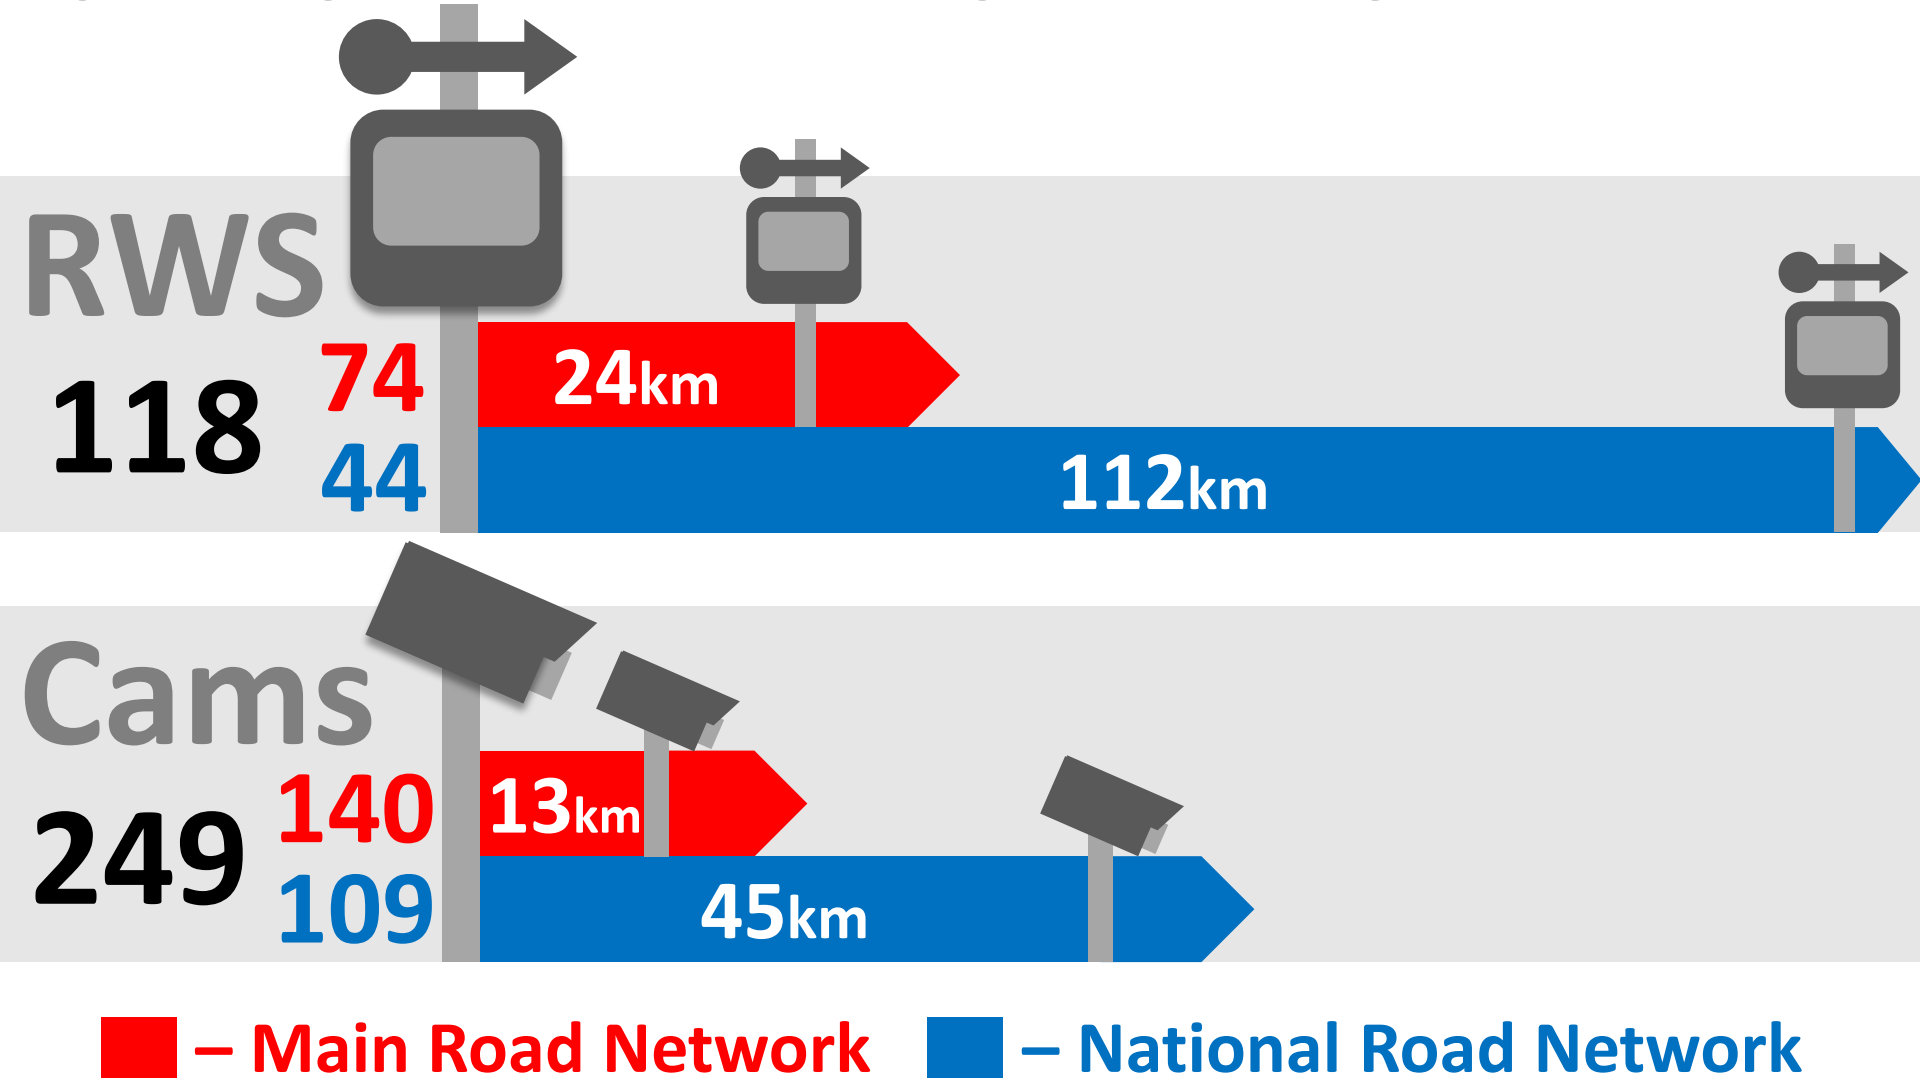 RWS
118
74
44
24km
112km
Cams
249
140
109
13km
45km
– Main Road Network
– National Road Network